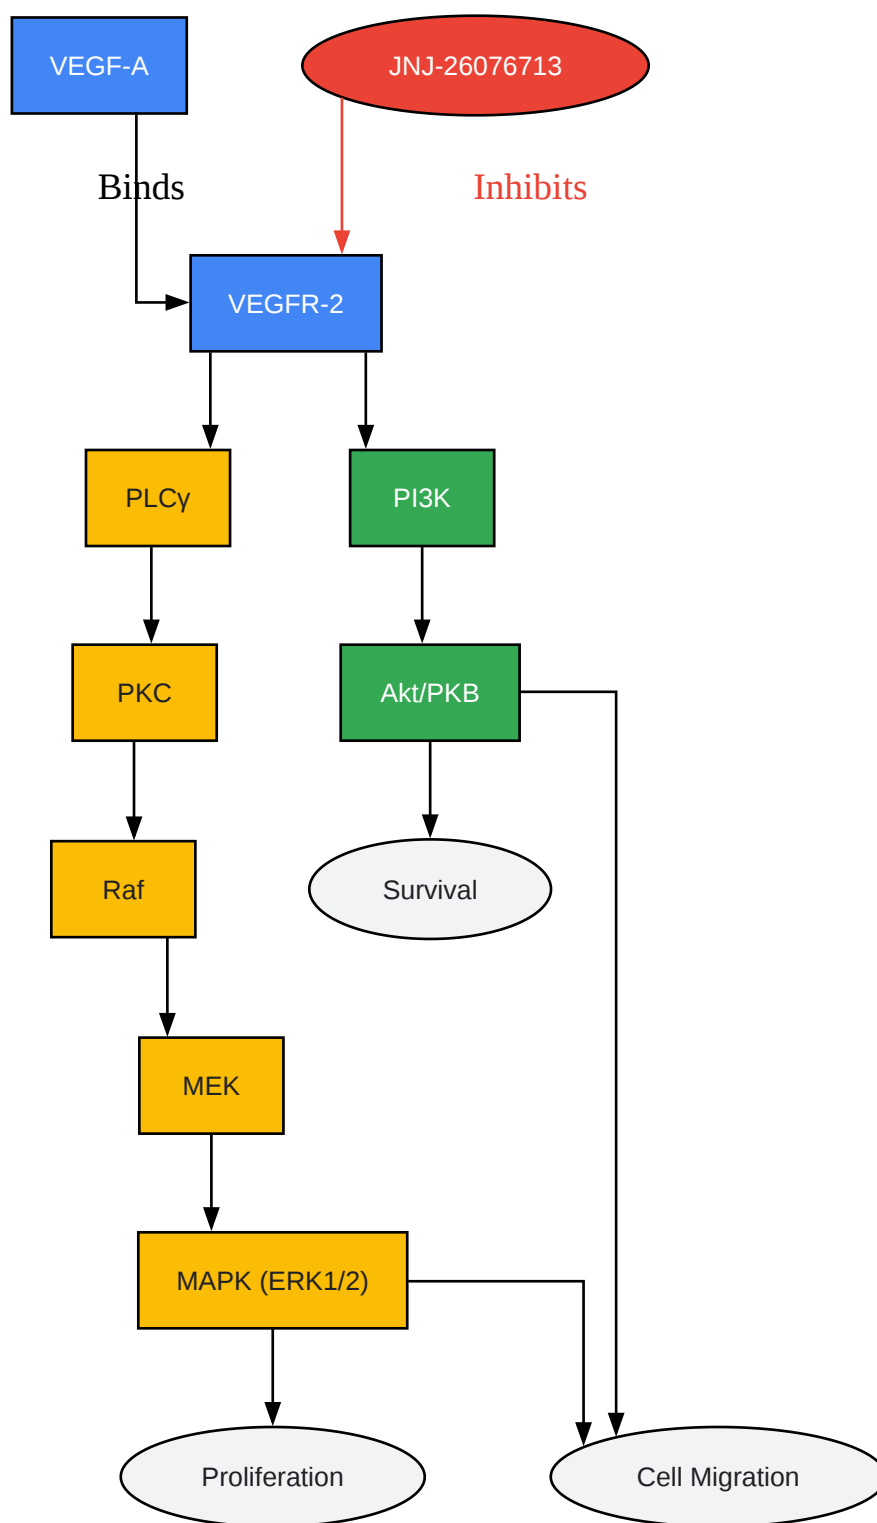 VEGF-A
JNJ-26076713
Binds
Inhibits
VEGFR-2
PLCγ
PI3K
PKC
Akt/PKB
Raf
Survival
MEK
MAPK (ERK1/2)
Proliferation
Cell Migration